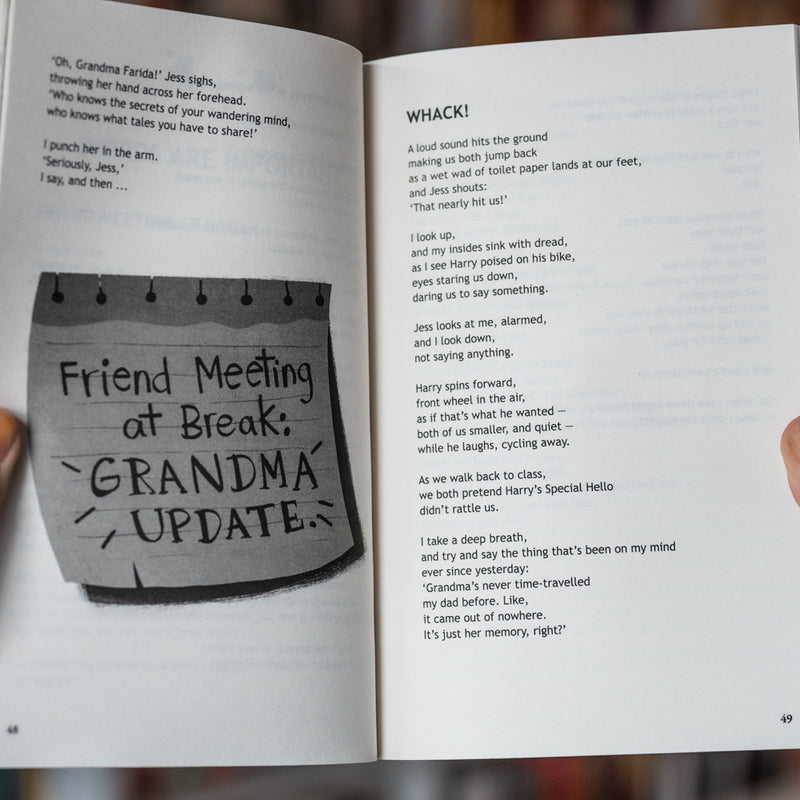 ‘Oh, Grandma Farida!’ Jess sighs,
throwing her hand across her forehead.
‘Who knows the secrets of your wandering mind,
who knows what tales you have to share!’
I punch her in the arm.
‘Seriously, Jess,’
I say, and then ...
Friend Meeting
at Break:
GRANDMA
UPDATE.
48
WHACK!
A loud sound hits the ground
making us both jump back
as a wet wad of toilet paper lands at our feet,
and Jess shouts:
‘That nearly hit us!’
I look up,
and my insides sink with dread,
as I see Harry poised on his bike,
eyes staring us down,
daring us to say something.
Jess looks at me, alarmed,
and I look down,
not saying anything.
Harry spins forward,
front wheel in the air,
as if that’s what he wanted —
both of us smaller, and quiet —
while he laughs, cycling away.
As we walk back to class,
we both pretend Harry’s Special Hello
didn’t rattle us.
I take a deep breath,
and try and say the thing that’s been on my mind
ever since yesterday:
‘Grandma’s never time-travelled
my dad before. Like,
it came out of nowhere.
It’s just her memory, right?’
49